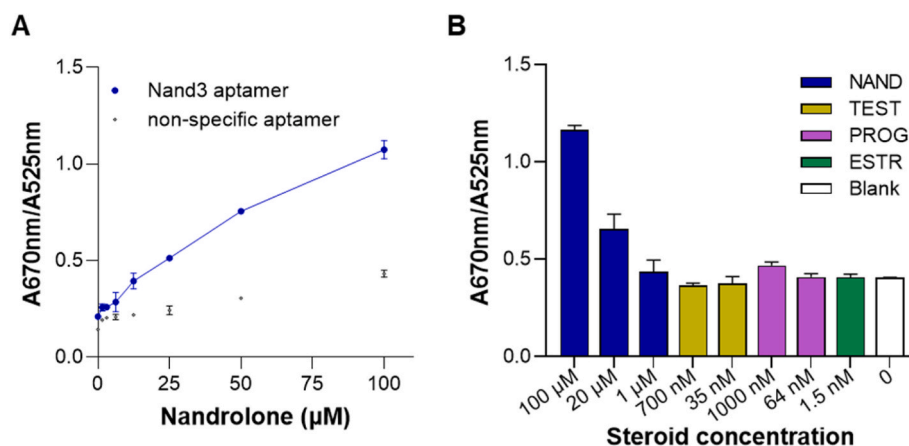 A
A670nm/A525nm
1.5
1.0
0.5
0.0
Nand3 aptamer
non-specific aptamer
0
25
50
75
100
Nandrolone (µM)
B
A670nm/A525nm
1.5
1.0
0.5
0.0
NAND
TEST
PROG
ESTR
Blank
100 µM
20 µM
1 µM
700 nM
35 nM
1000 nM
64 nM
1.5 nM
0
Steroid concentration